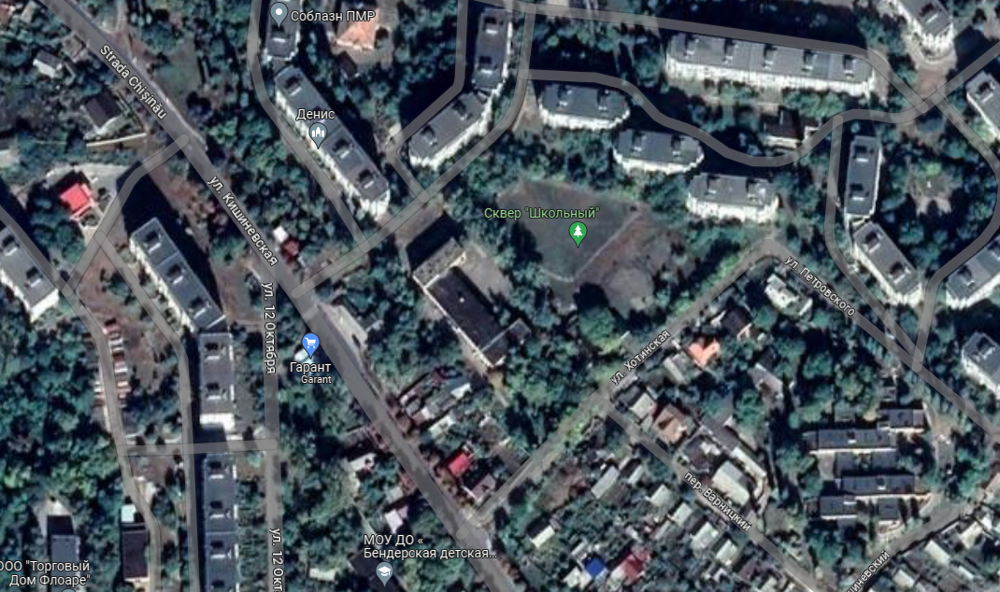 Соблазн ПМР
Strada Chișinău
Денис
ул. Кишиневская
Сквер "Школьный"
ул. Петровского
ул. 12 Октября
Гарант
Garant
ул. Хотинская
пер. Варницкий
ул. 12
МОУ ДО «
Бендерская детская...
ООО "Торговый
Дом Флоаре"